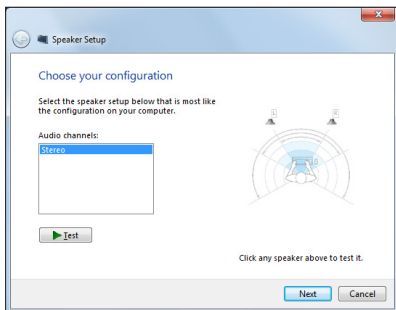 Speaker Setup
Choose your configuration
Select the speaker setup below that is most like
the configuration on your computer.
Audio channels:
Stereo
Test
Click any speaker above to test it.
Next
Cancel